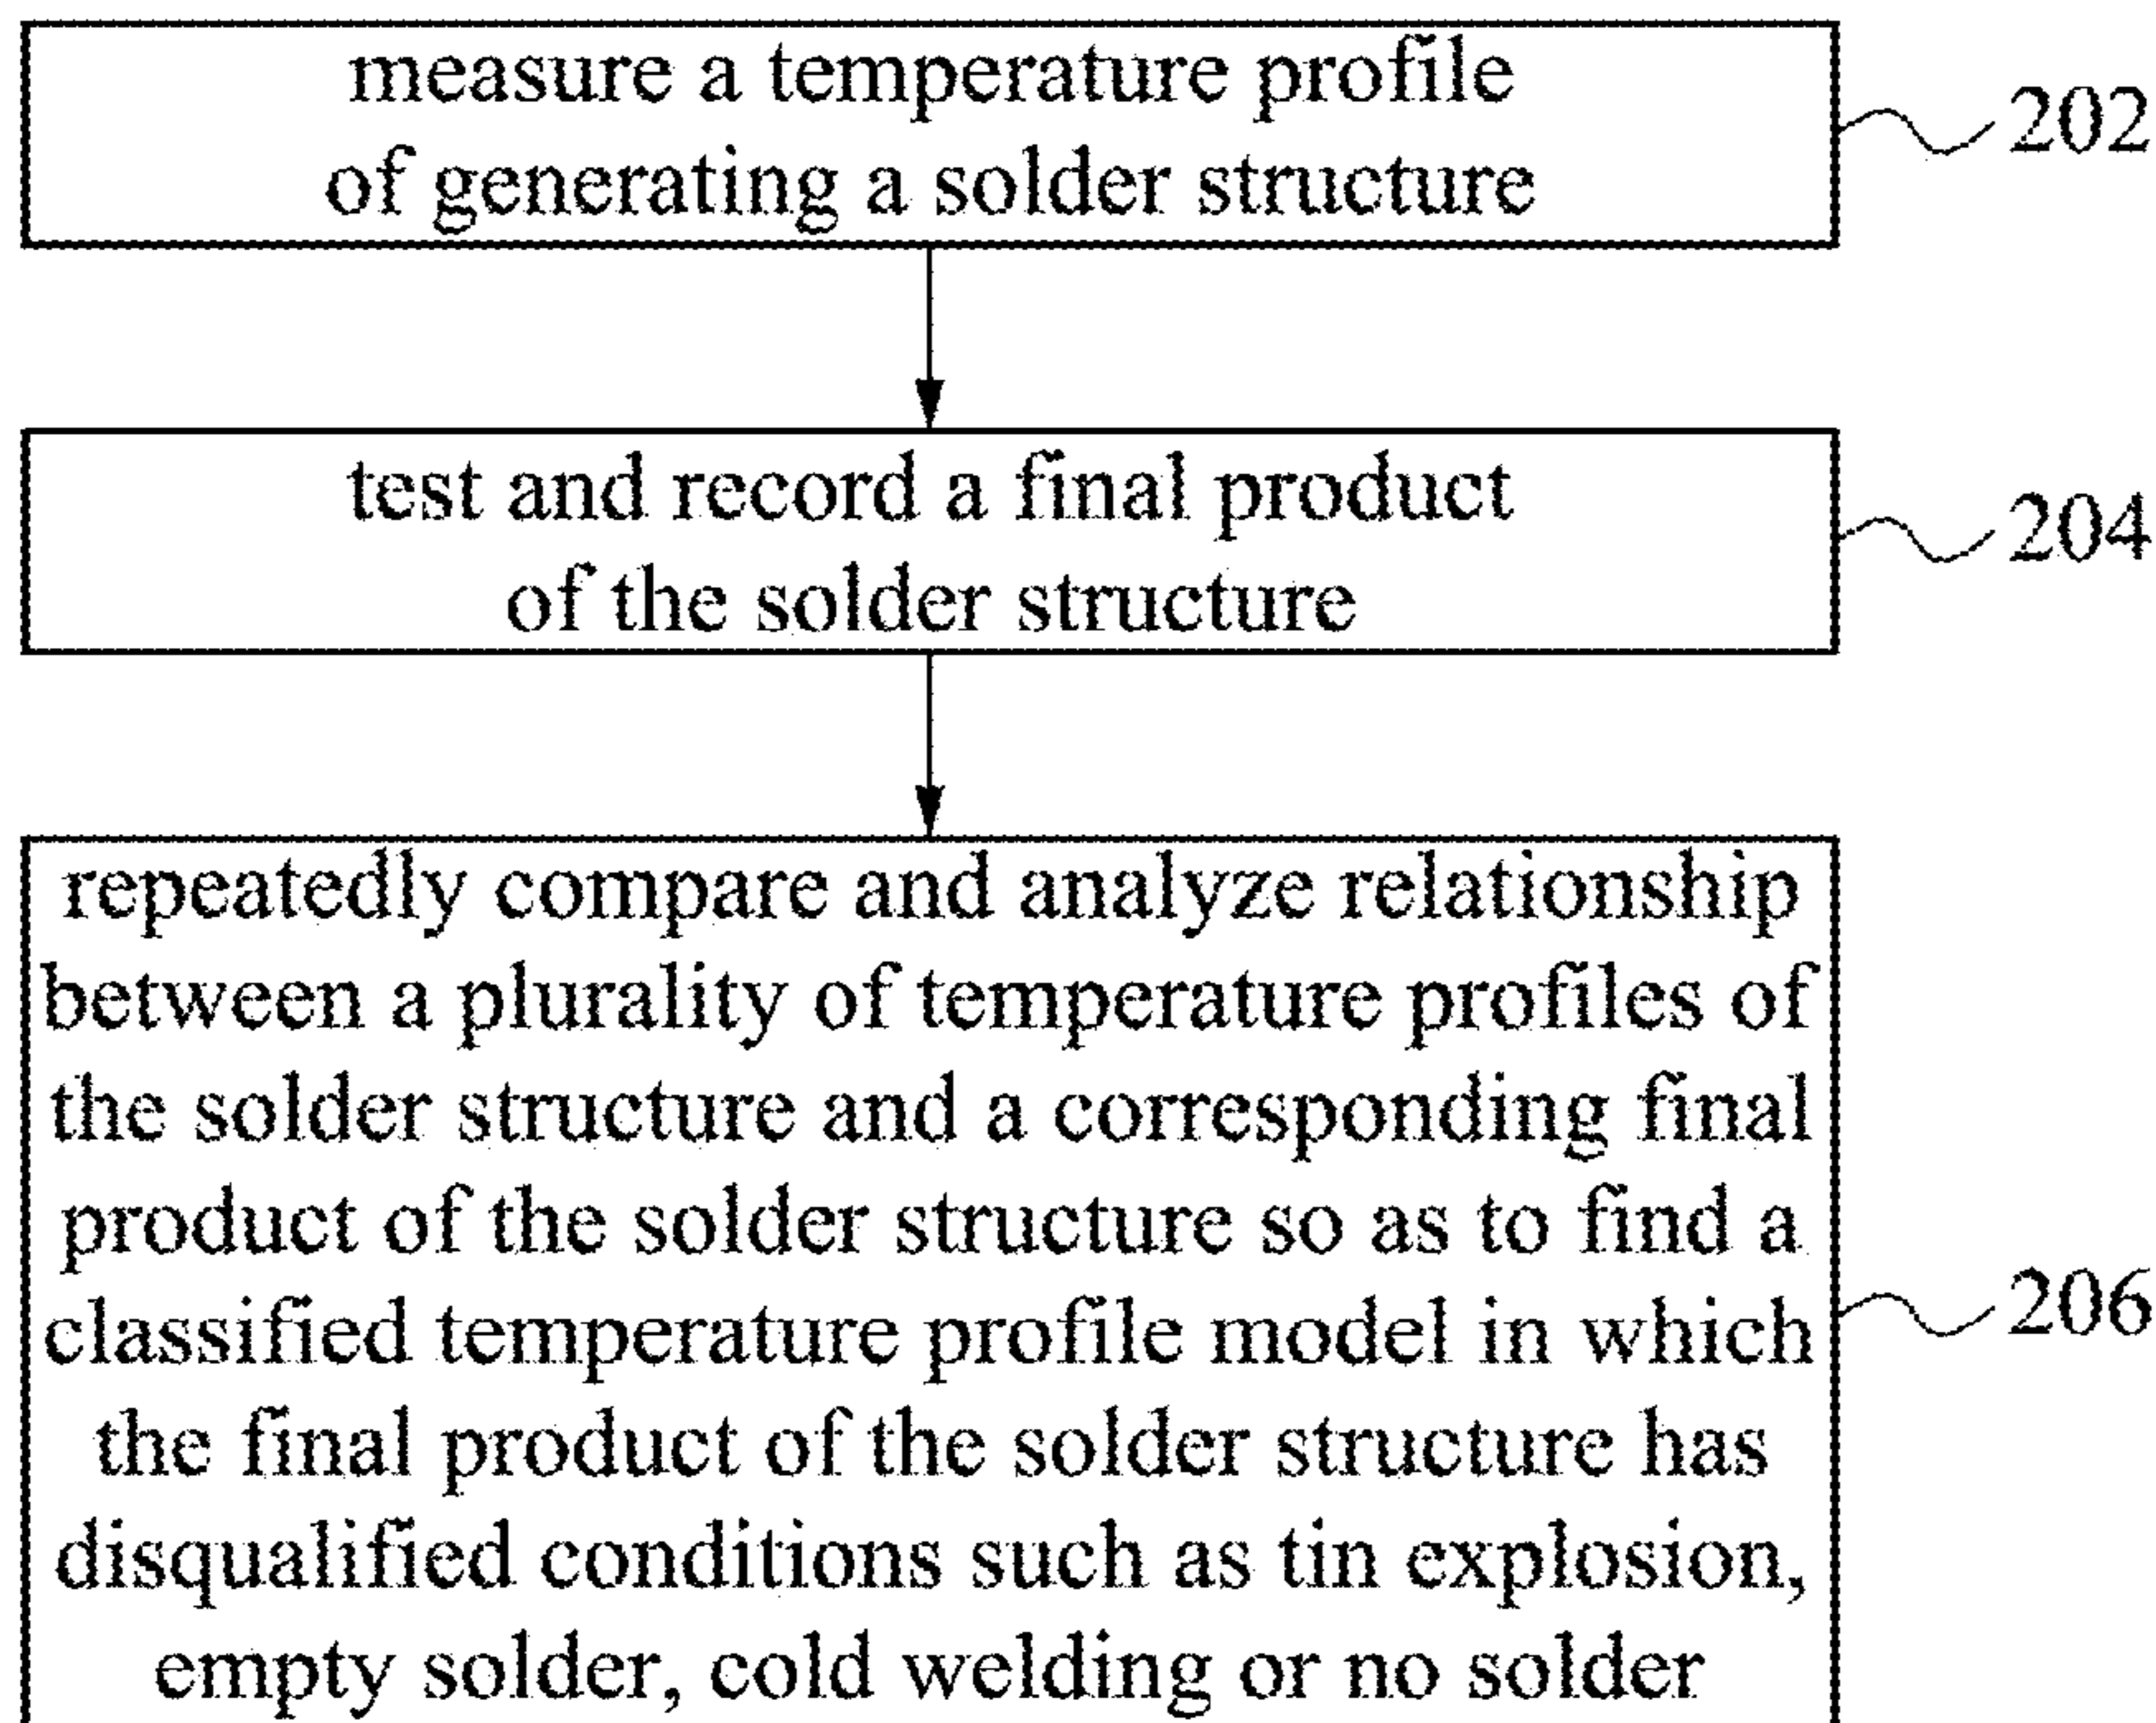 measure a temperature profile
of generating a solder structure
202
test and record a final product
of the solder structure
204
repeatedly compare and analyze relationship
between a plurality of temperature profiles of
the solder structure and a corresponding final
product of the solder structure so as to find a
classified temperature profile model in which
the final product of the solder structure has
disqualified conditions such as tin explosion,
empty solder, cold welding or no solder
206